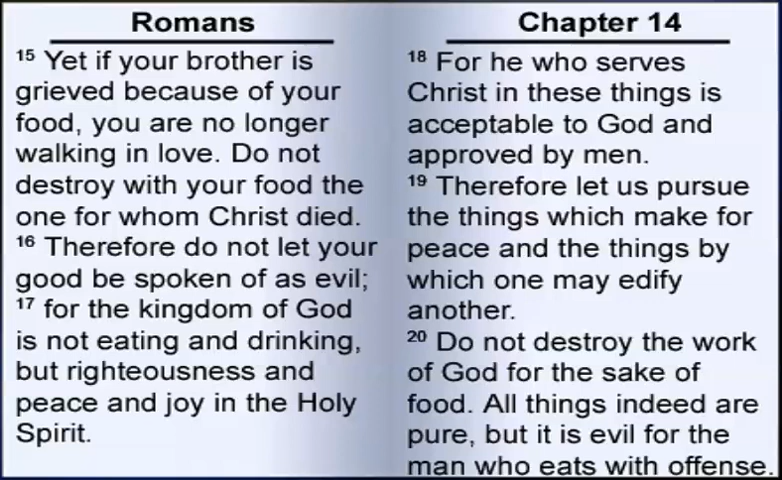 Romans
15 Yet if your brother is
grieved because of your
food, you are no longer
walking in love. Do not
destroy with your food the
one for whom Christ died.
16 Therefore do not let your
good be spoken of as evil;
17 for the kingdom of God
is not eating and drinking,
but righteousness and
peace and joy in the Holy
Spirit.
Chapter 14
18 For he who serves
Christ in these things is
acceptable to God and
approved by men.
19 Therefore let us pursue
the things which make for
peace and the things by
which one may edify
another.
20 Do not destroy the work
of God for the sake of
food. All things indeed are
pure, but it is evil for the
man who eats with offense.